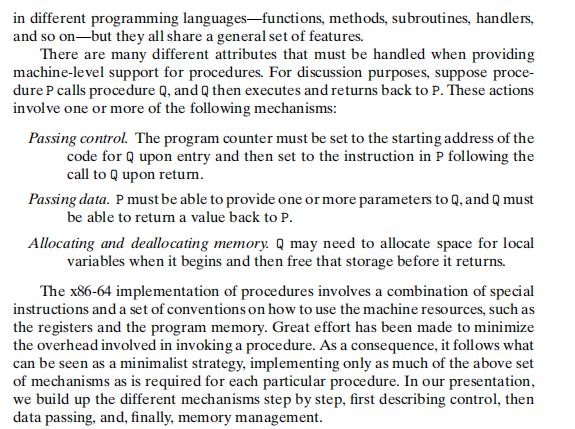 in different programming languages—functions, methods, subroutines, handlers,
and so on—but they all share a general set of features.
There are many different attributes that must be handled when providing
machine-level support for procedures. For discussion purposes, suppose proce-
dure P calls procedure Q, and Q then executes and returns back to P. These actions
involve one or more of the following mechanisms:
Passing control. The program counter must be set to the starting address of the
code for Q upon entry and then set to the instruction in P following the
call to Q upon return.
Passing data. P must be able to provide one or more parameters to Q, and Q must
be able to return a value back to P.
Allocating and deallocating memory. Q may need to allocate space for local
variables when it begins and then free that storage before it returns.
The x86-64 implementation of procedures involves a combination of special
instructions and a set of conventions on how to use the machine resources, such as
the registers and the program memory. Great effort has been made to minimize
the overhead involved in invoking a procedure. As a consequence, it follows what
can be seen as a minimalist strategy, implementing only as much of the above set
of mechanisms as is required for each particular procedure. In our presentation,
we build up the different mechanisms step by step, first describing control, then
data passing, and, finally, memory management.